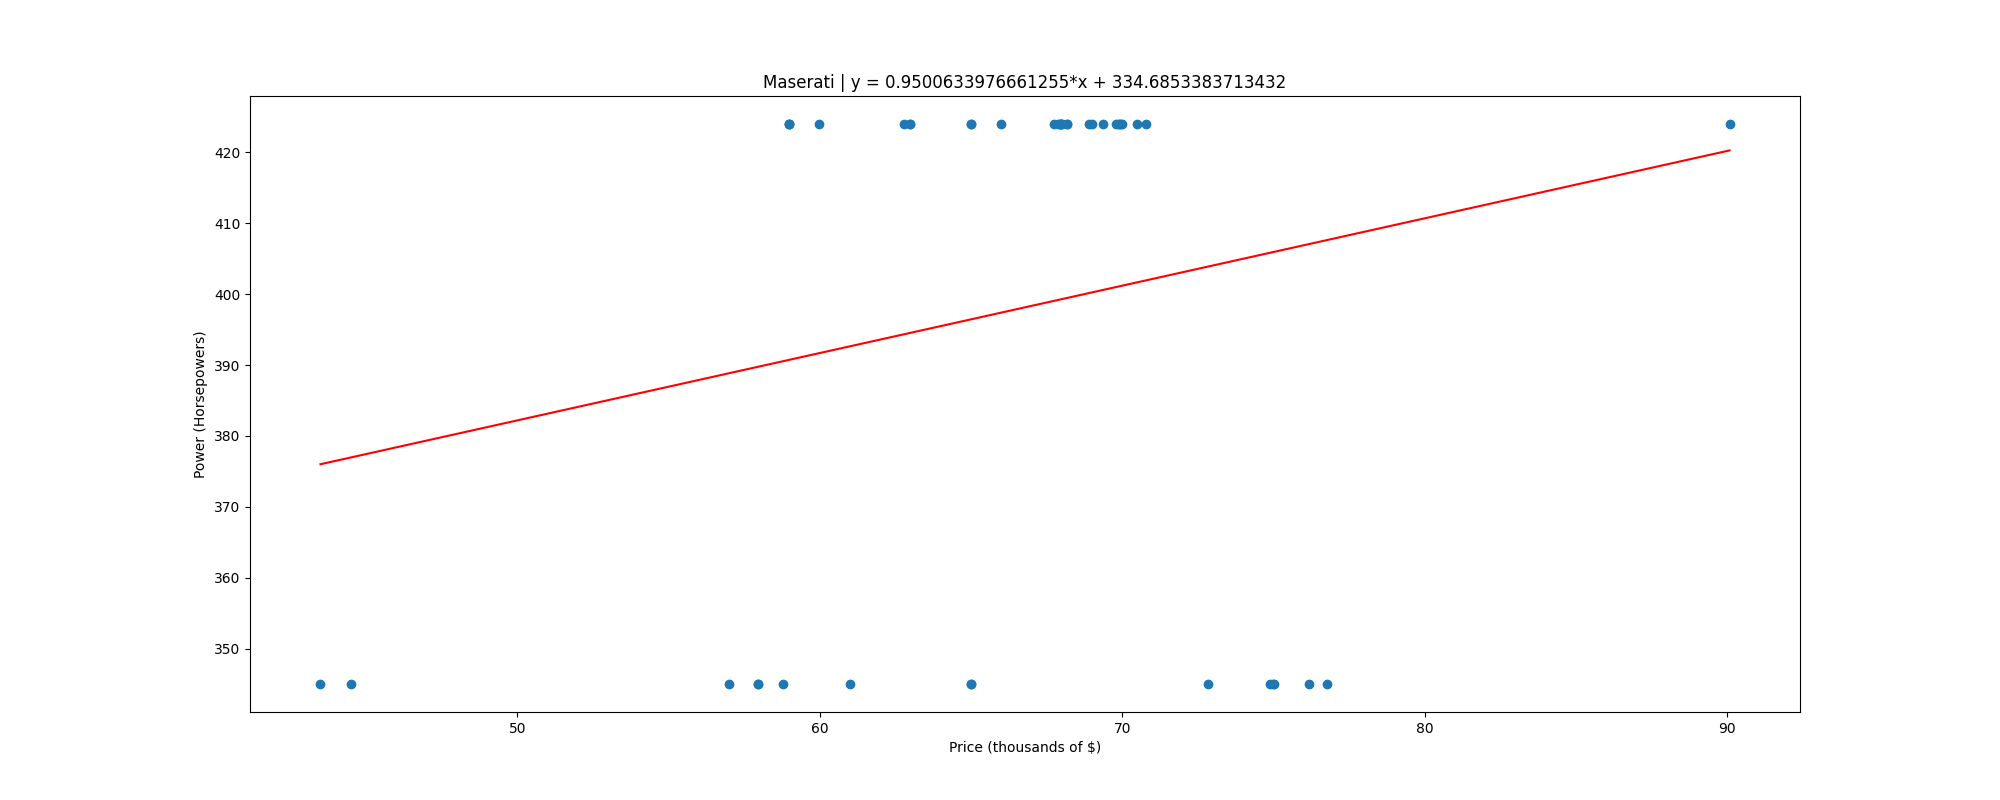 Maserati | y = 0.9500633976661255*x + 334.6853383713432
420
410
400
390
380
370
360
350
Power (Horsepowers)
50 60 70 80 90
Price (thousands of $)